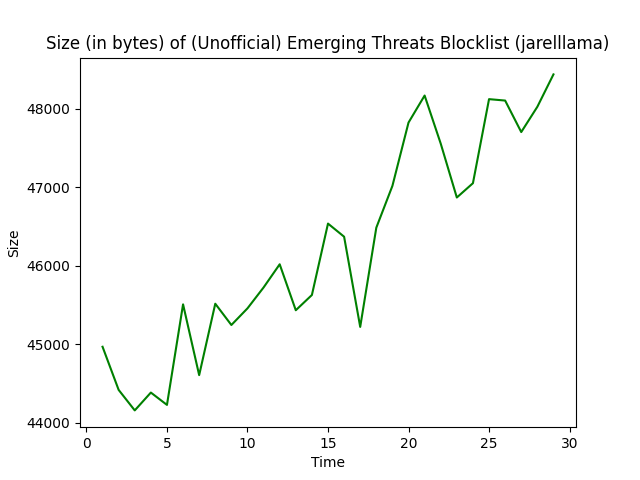 Size (in bytes) of (Unofficial) Emerging Threats Blocklist (jarelllama)
48000
47000
46000
45000
44000
Size
0 5 10 15 20 25 30
Time